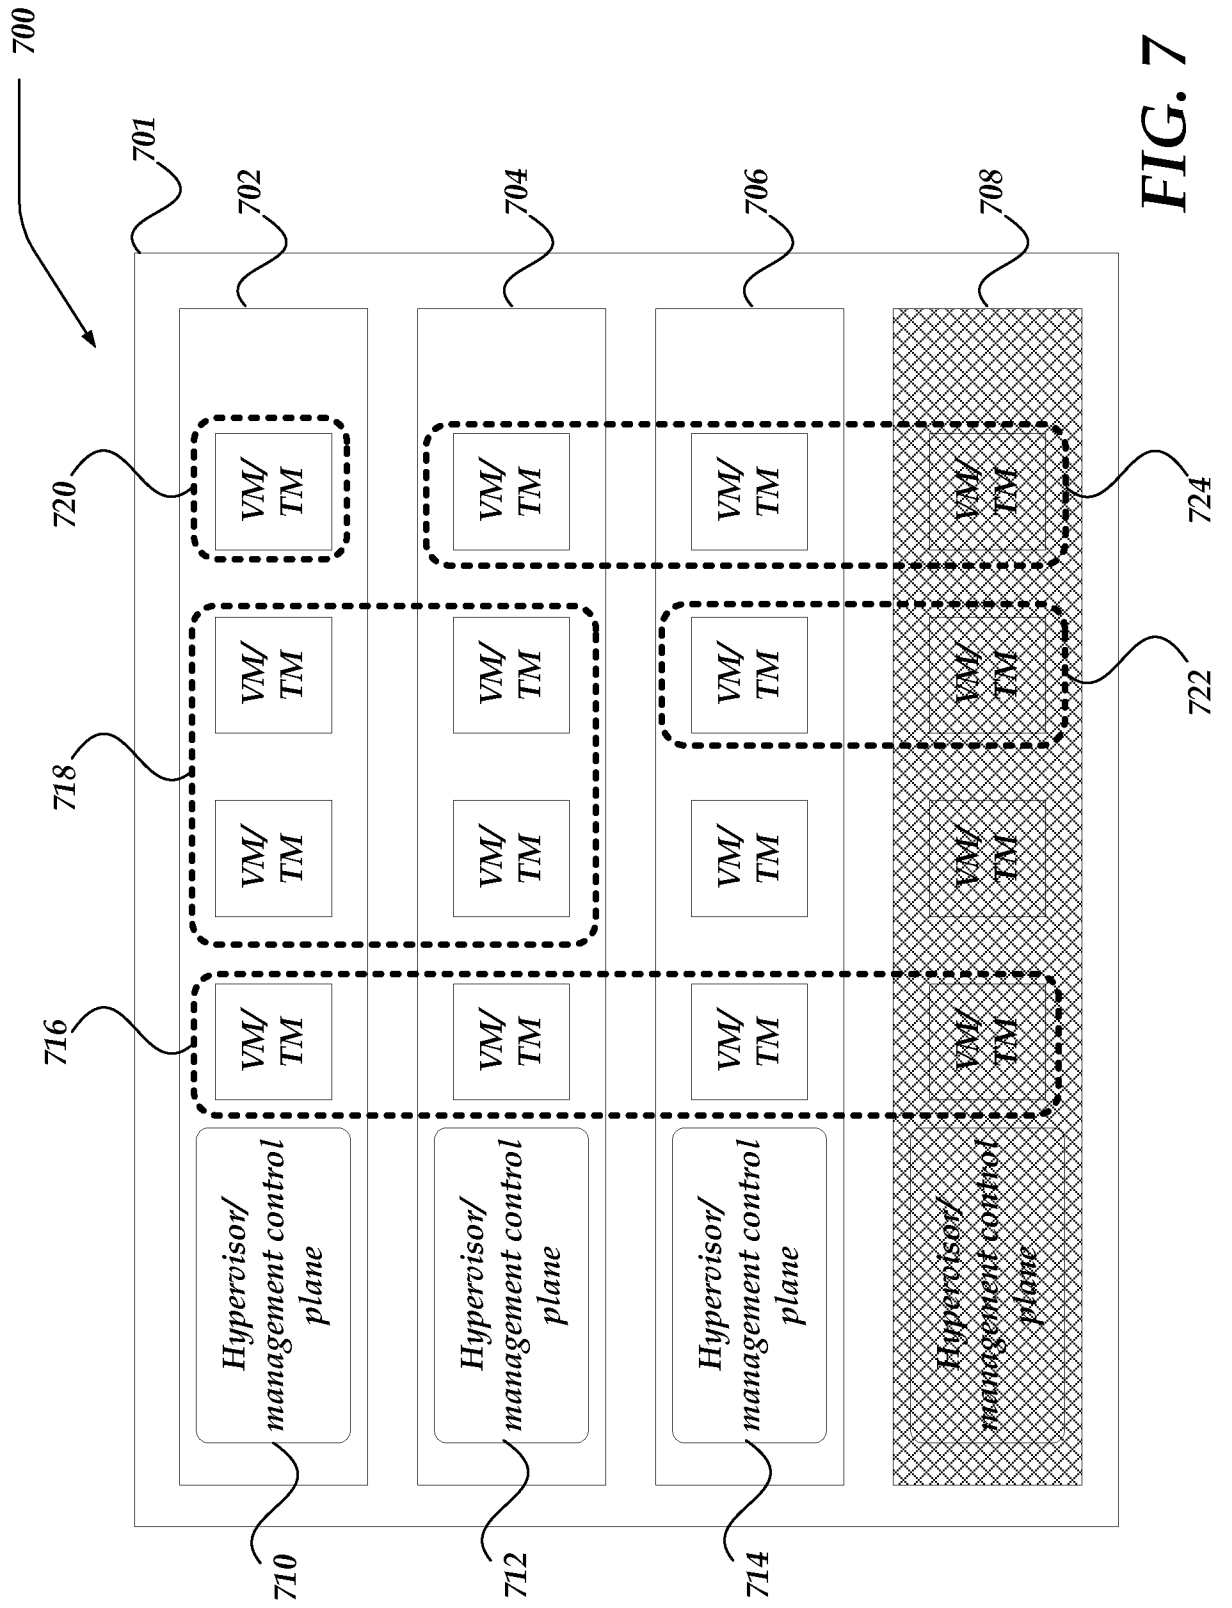 700
716
718
720
701
702
Hypervisor/
management control
plane
VM/
TM
VM/
TM
VM/
TM
VM/
TM
710
704
Hypervisor/
management control
plane
VM/
TM
VM/
TM
VM/
TM
VM/
TM
712
706
Hypervisor/
management control
plane
VM/
TM
VM/
TM
VM/
TM
VM/
TM
714
708
Hypervisor/
management control
plane
VM/
TM
VM/
TM
VM/
TM
VM/
TM
722
724
FIG. 7